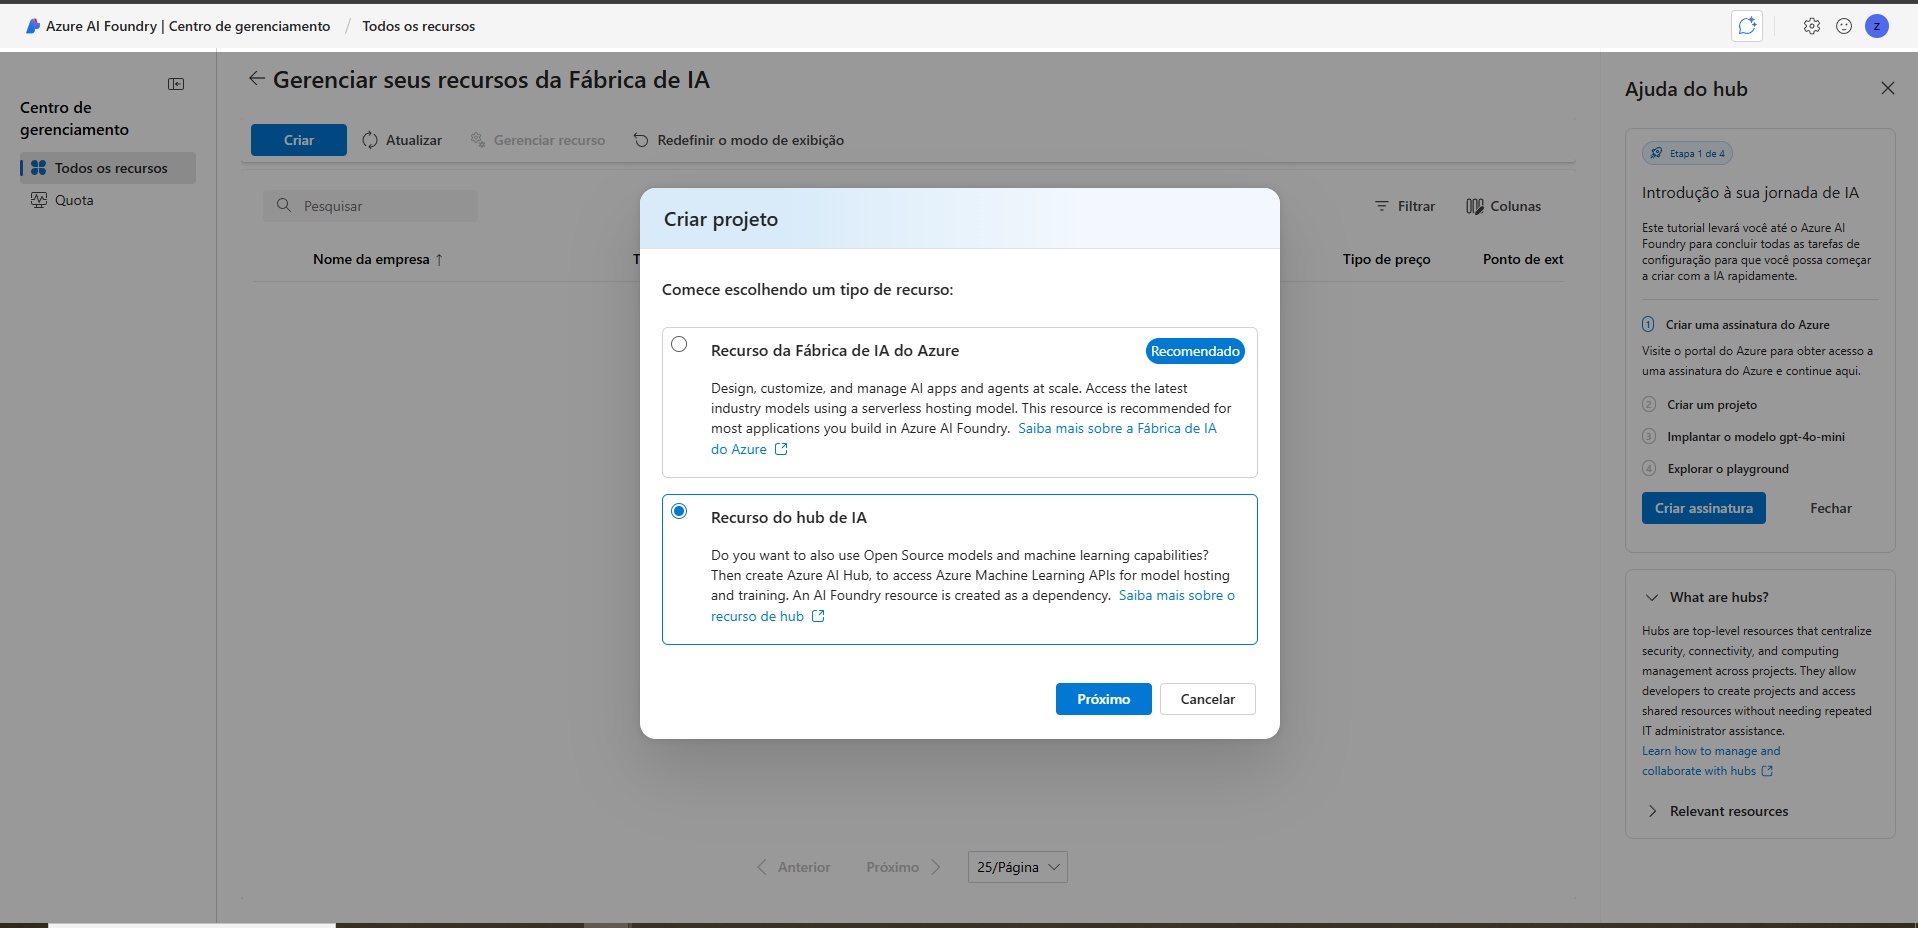 Azure AI Foundry | Centro de gerenciamento / Todos os recursos
Z
Centro de
gerenciamento
Todos os recursos
Quota
Gerenciar seus recursos da Fábrica de IA
Criar
Atualizar
Gerenciar recurso
Redefinir o modo de exibição
Pesquisar
Filtrar
Colunas
Nome da empresa ↑
T
Tipo de preço
Ponto de ext
Criar projeto
Comece escolhendo um tipo de recurso:
Recurso da Fábrica de IA do Azure
Recomendado
Design, customize, and manage AI apps and agents at scale. Access the latest
industry models using a serverless hosting model. This resource is recommended for
most applications you build in Azure AI Foundry. Saiba mais sobre a Fábrica de IA
do Azure
Recurso do hub de IA
Do you want to also use Open Source models and machine learning capabilities?
Then create Azure AI Hub, to access Azure Machine Learning APIs for model hosting
and training. An AI Foundry resource is created as a dependency. Saiba mais sobre o
recurso de hub
Próximo
Cancelar
Anterior
Próximo
25/Página
Ajuda do hub
Etapa 1 de 4
Introdução à sua jornada de IA
Este tutorial levará você até o Azure AI
Foundry para concluir todas as tarefas de
configuração para que você possa começar
a criar com a IA rapidamente.
1 Criar uma assinatura do Azure
Visite o portal do Azure para obter acesso a
uma assinatura do Azure e continue aqui.
2 Criar um projeto
3 Implantar o modelo gpt-4o-mini
4 Explorar o playground
Criar assinatura
Fechar
What are hubs?
Hubs are top-level resources that centralize
security, connectivity, and computing
management across projects. They allow
developers to create projects and access
shared resources without needing repeated
IT administrator assistance.
Learn how to manage and
collaborate with hubs
Relevant resources